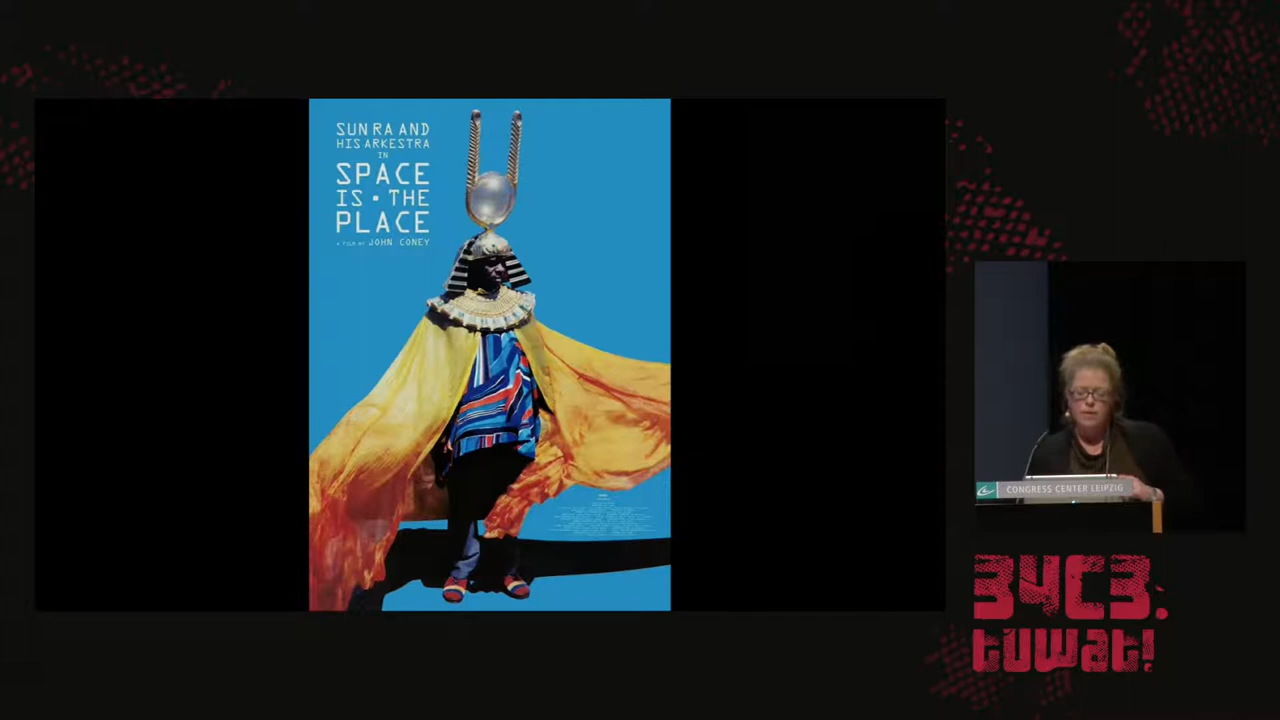 SUN RA AND
HIS ARKESTRA
IN
SPACE
IS • THE
PLACE
A FILM BY JOHN CONEY
CONGRESS CENTER LEIPZIG
34C3:
tuwat!